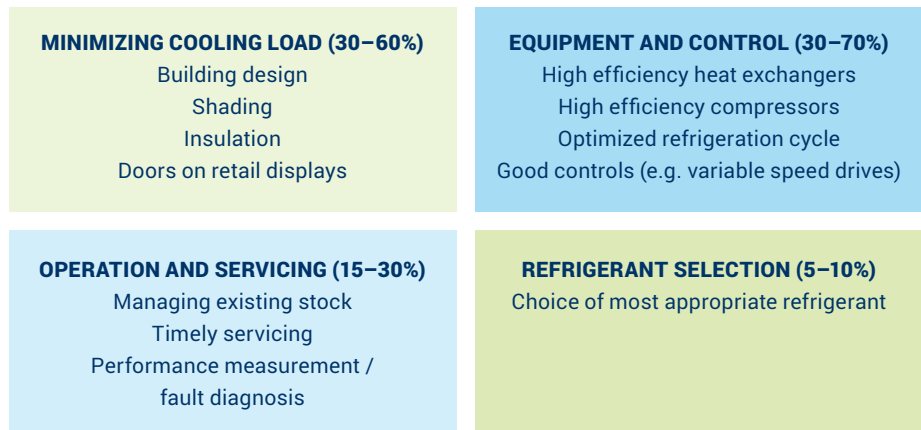 MINIMIZING COOLING LOAD (30–60%)
Building design
Shading
Insulation
Doors on retail displays
EQUIPMENT AND CONTROL (30–70%)
High efficiency heat exchangers
High efficiency compressors
Optimized refrigeration cycle
Good controls (e.g. variable speed drives)
OPERATION AND SERVICING (15–30%)
Managing existing stock
Timely servicing
Performance measurement /
fault diagnosis
REFRIGERANT SELECTION (5–10%)
Choice of most appropriate refrigerant